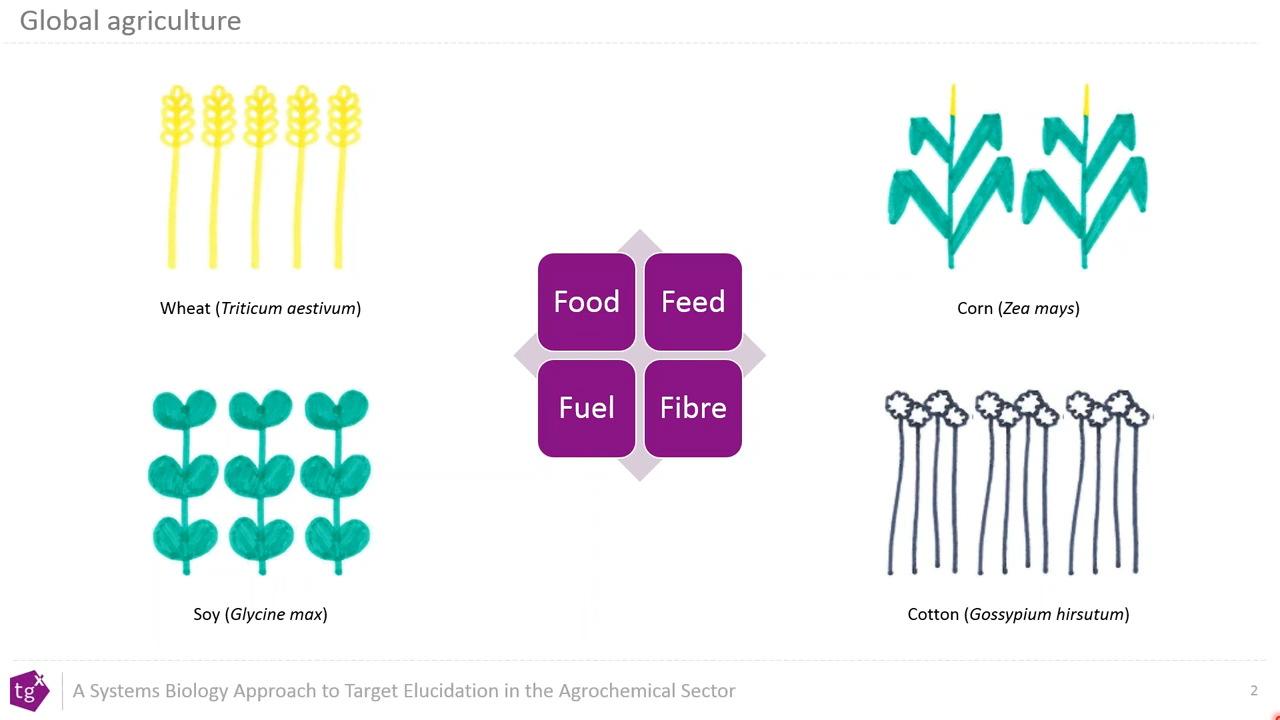 Global agriculture
Wheat (Triticum aestivum)
Corn (Zea mays)
Food
Feed
Fuel
Fibre
Soy (Glycine max)
Cotton (Gossypium hirsutum)
tgx
A Systems Biology Approach to Target Elucidation in the Agrochemical Sector
2